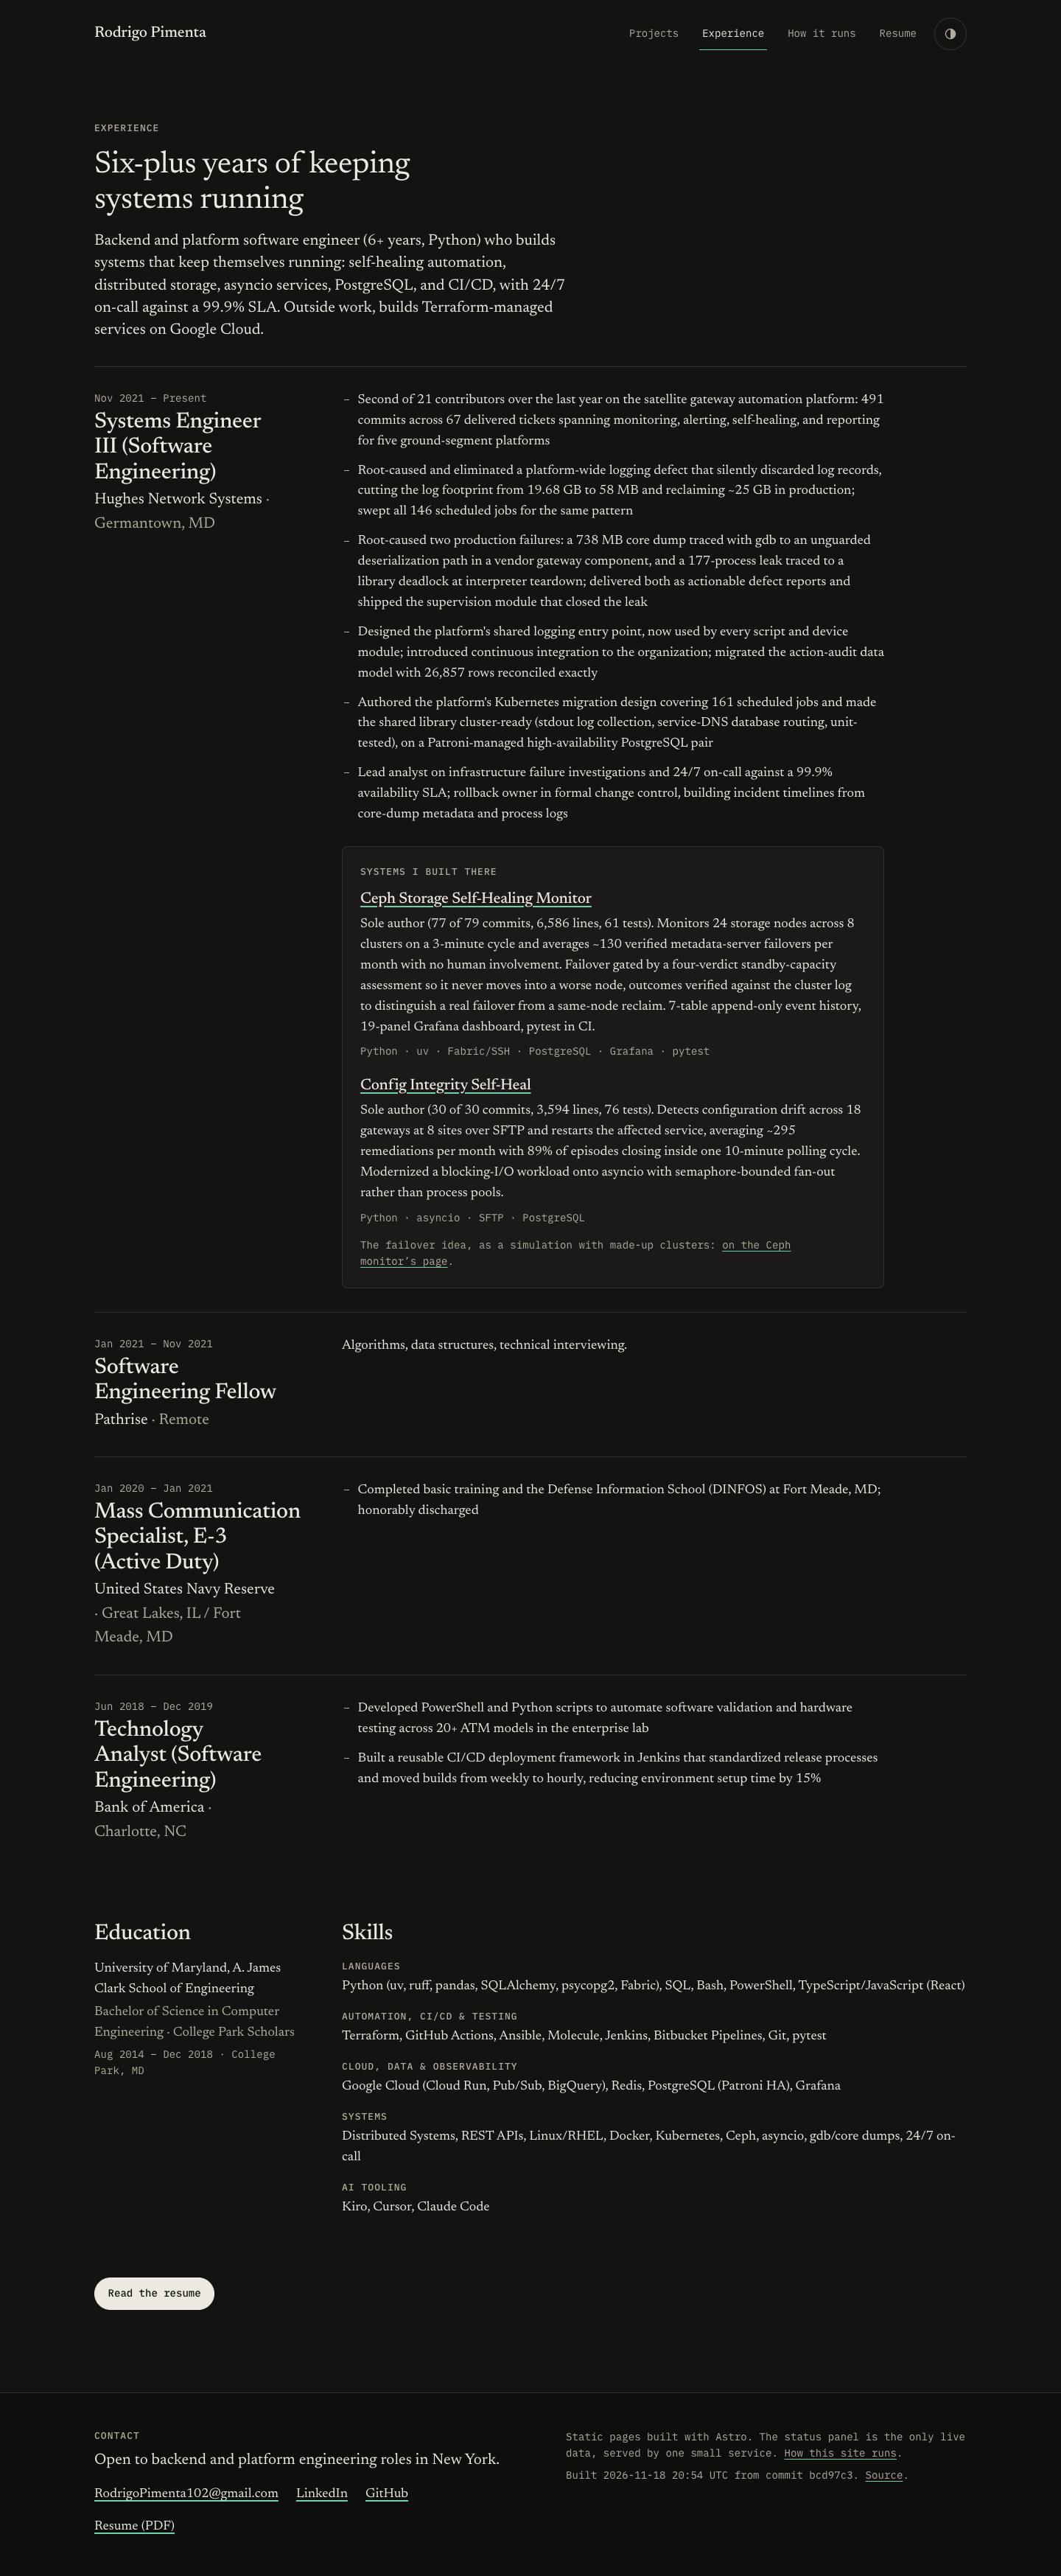 Rodrigo Pimenta
Projects
Experience
How it runs
Resume
EXPERIENCE
Six-plus years of keeping
systems running
Backend and platform software engineer (6+ years, Python) who builds
systems that keep themselves running: self-healing automation,
distributed storage, asyncio services, PostgreSQL, and CI/CD, with 24/7
on-call against a 99.9% SLA. Outside work, builds Terraform-managed
services on Google Cloud.
Nov 2021 – Present
Systems Engineer
III (Software
Engineering)
Hughes Network Systems ·
Germantown, MD
– Second of 21 contributors over the last year on the satellite gateway automation platform: 491
commits across 67 delivered tickets spanning monitoring, alerting, self-healing, and reporting
for five ground-segment platforms
– Root-caused and eliminated a platform-wide logging defect that silently discarded log records,
cutting the log footprint from 19.68 GB to 58 MB and reclaiming ~25 GB in production;
swept all 146 scheduled jobs for the same pattern
– Root-caused two production failures: a 738 MB core dump traced with gdb to an unguarded
deserialization path in a vendor gateway component, and a 177-process leak traced to a
library deadlock at interpreter teardown; delivered both as actionable defect reports and
shipped the supervision module that closed the leak
– Designed the platform's shared logging entry point, now used by every script and device
module; introduced continuous integration to the organization; migrated the action-audit data
model with 26,857 rows reconciled exactly
– Authored the platform's Kubernetes migration design covering 161 scheduled jobs and made
the shared library cluster-ready (stdout log collection, service-DNS database routing, unit-
tested), on a Patroni-managed high-availability PostgreSQL pair
– Lead analyst on infrastructure failure investigations and 24/7 on-call against a 99.9%
availability SLA; rollback owner in formal change control, building incident timelines from
core-dump metadata and process logs
SYSTEMS I BUILT THERE
Ceph Storage Self-Healing Monitor
Sole author (77 of 79 commits, 6,586 lines, 61 tests). Monitors 24 storage nodes across 8
clusters on a 3-minute cycle and averages ~130 verified metadata-server failovers per
month with no human involvement. Failover gated by a four-verdict standby-capacity
assessment so it never moves into a worse node, outcomes verified against the cluster log
to distinguish a real failover from a same-node reclaim. 7-table append-only event history,
19-panel Grafana dashboard, pytest in CI.
Python · uv · Fabric/SSH · PostgreSQL · Grafana · pytest
Config Integrity Self-Heal
Sole author (30 of 30 commits, 3,594 lines, 76 tests). Detects configuration drift across 18
gateways at 8 sites over SFTP and restarts the affected service, averaging ~295
remediations per month with 89% of episodes closing inside one 10-minute polling cycle.
Modernized a blocking-I/O workload onto asyncio with semaphore-bounded fan-out
rather than process pools.
Python · asyncio · SFTP · PostgreSQL
The failover idea, as a simulation with made-up clusters: on the Ceph
monitor's page.
Jan 2021 – Nov 2021
Software
Engineering Fellow
Pathrise · Remote
Algorithms, data structures, technical interviewing.
Jan 2020 – Jan 2021
Mass Communication
Specialist, E-3
(Active Duty)
United States Navy Reserve
· Great Lakes, IL / Fort
Meade, MD
– Completed basic training and the Defense Information School (DINFOS) at Fort Meade, MD;
honorably discharged
Jun 2018 – Dec 2019
Technology
Analyst (Software
Engineering)
Bank of America ·
Charlotte, NC
– Developed PowerShell and Python scripts to automate software validation and hardware
testing across 20+ ATM models in the enterprise lab
– Built a reusable CI/CD deployment framework in Jenkins that standardized release processes
and moved builds from weekly to hourly, reducing environment setup time by 15%
Education
University of Maryland, A. James
Clark School of Engineering
Bachelor of Science in Computer
Engineering · College Park Scholars
Aug 2014 – Dec 2018 · College
Park, MD
Skills
LANGUAGES
Python (uv, ruff, pandas, SQLAlchemy, psycopg2, Fabric), SQL, Bash, PowerShell, TypeScript/JavaScript (React)
AUTOMATION, CI/CD & TESTING
Terraform, GitHub Actions, Ansible, Molecule, Jenkins, Bitbucket Pipelines, Git, pytest
CLOUD, DATA & OBSERVABILITY
Google Cloud (Cloud Run, Pub/Sub, BigQuery), Redis, PostgreSQL (Patroni HA), Grafana
SYSTEMS
Distributed Systems, REST APIs, Linux/RHEL, Docker, Kubernetes, Ceph, asyncio, gdb/core dumps, 24/7 on-
call
AI TOOLING
Kiro, Cursor, Claude Code
Read the resume
CONTACT
Open to backend and platform engineering roles in New York.
RodrigoPimenta102@gmail.com
LinkedIn
GitHub
Resume (PDF)
Static pages built with Astro. The status panel is the only live
data, served by one small service. How this site runs.
Built 2026-11-18 20:54 UTC from commit bcd97c3. Source.